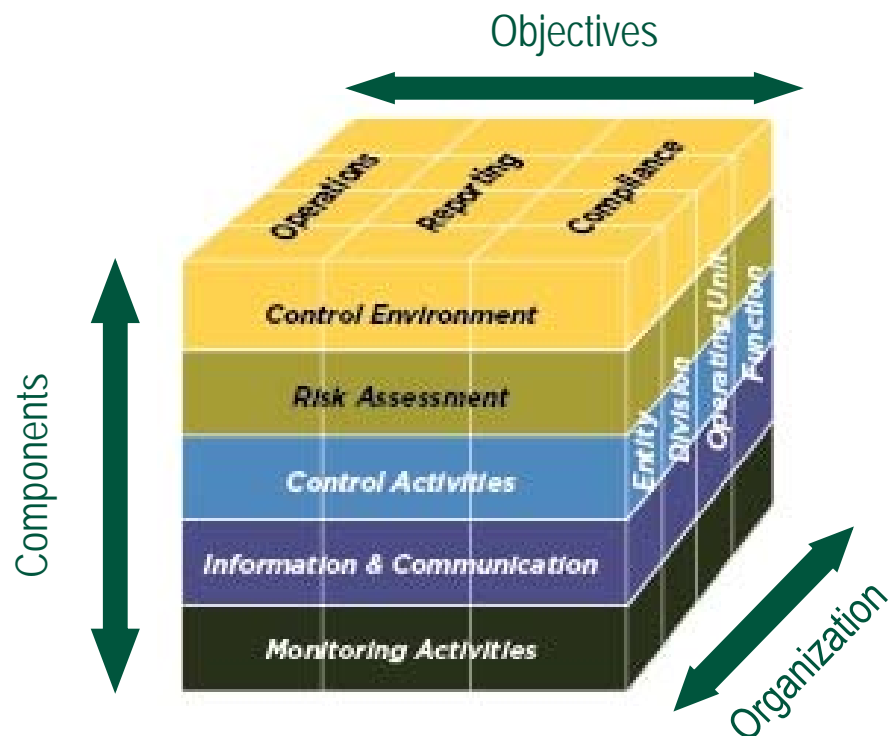 Objectives
Operations
Reporting
Compliance
Components
Control Environment
Risk Assessment
Control Activities
Information & Communication
Monitoring Activities
Entity
Division
Operating Unit
Function
Organization